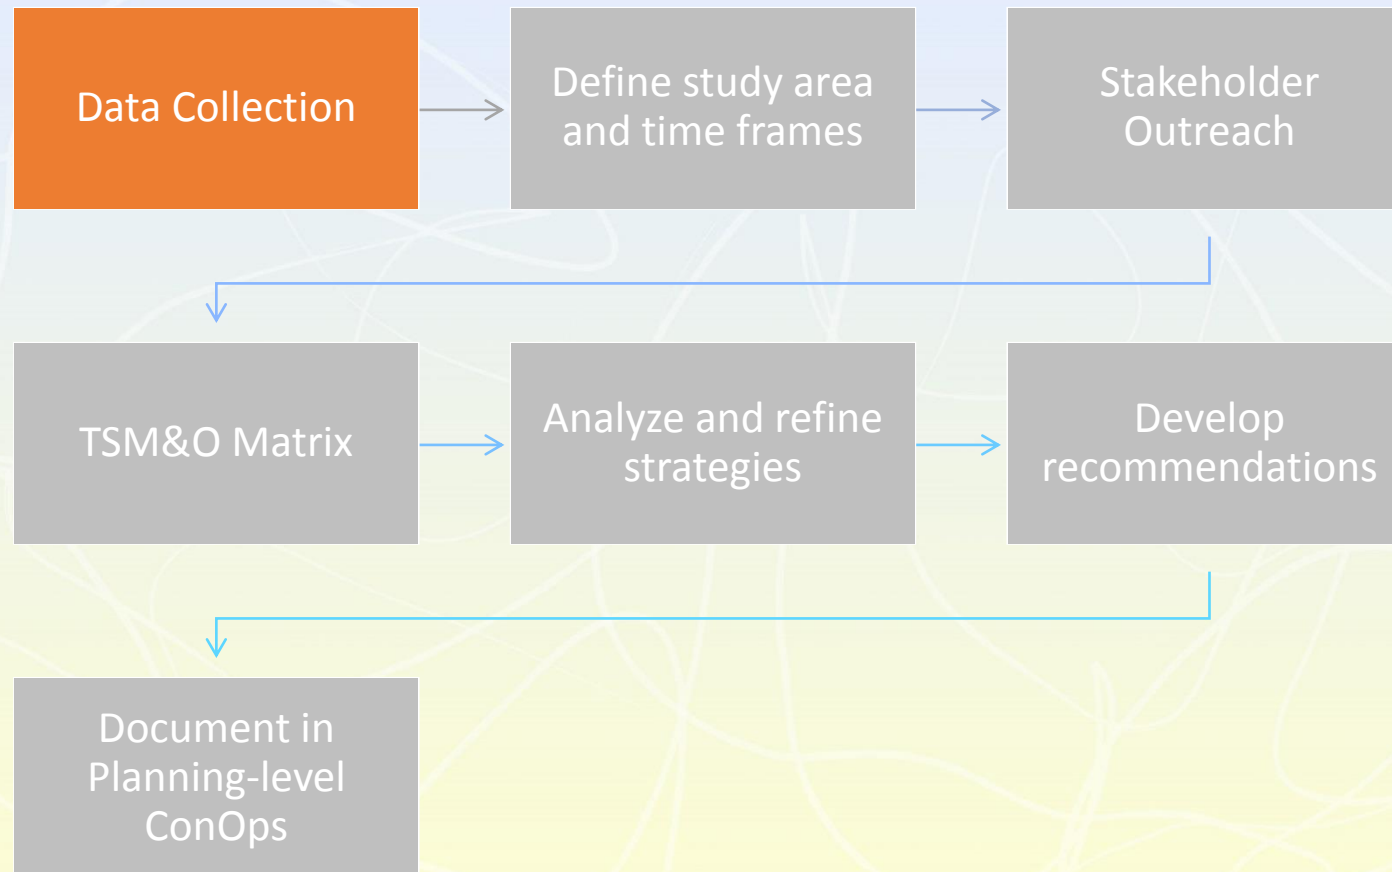 Data Collection
Define study area
and time frames
Stakeholder
Outreach
TSM&O Matrix
Analyze and refine
strategies
Develop
recommendations
Document in
Planning-level
ConOps